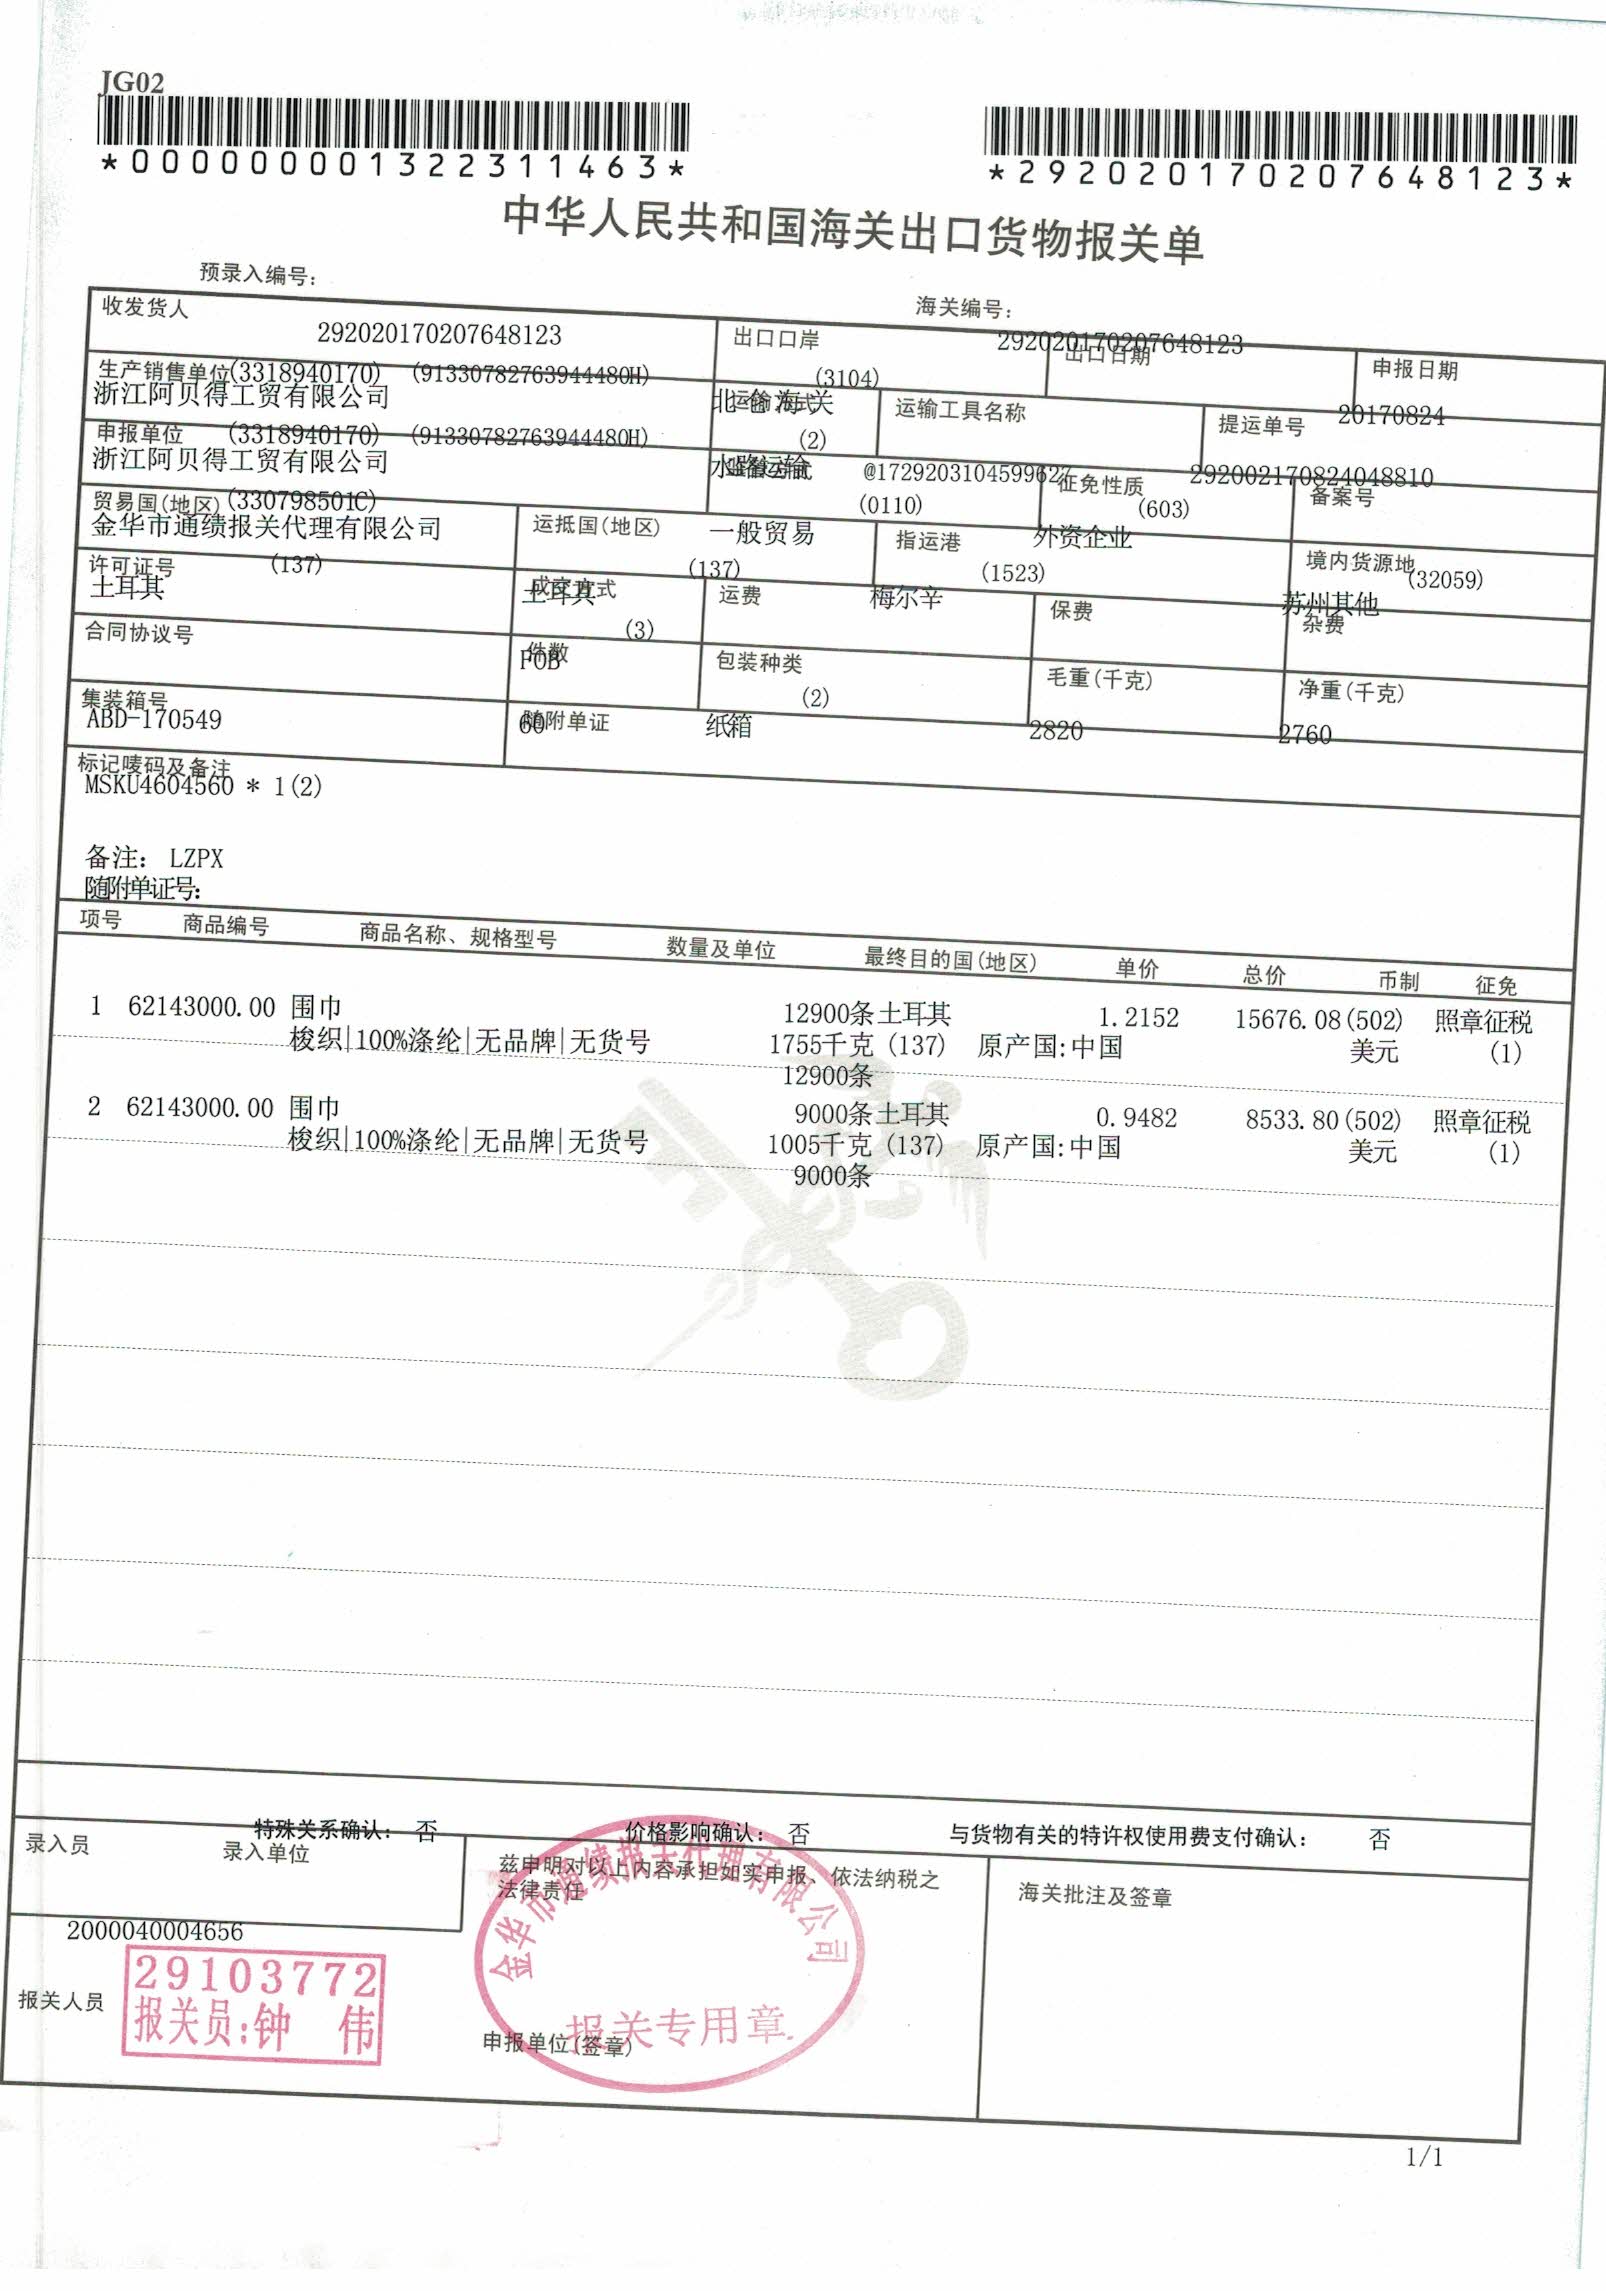 JG02
*000000001322311463*
*292020170207648123*
中华人民共和国海关出口货物报关单
预录入编号:
海关编号:
收发货人
292020170207648123
出口口岸
292020170207648123
出口日期
申报日期
生产销售单位(3318940170) (91330782763944480H)
(3104)
浙江阿贝得工贸有限公司
北仑海关
运输方式
运输工具名称
提运单号
20170824
申报单位 (3318940170) (91330782763944480H)
(2)
浙江阿贝得工贸有限公司
水路运输
@1729203104599627
征免性质
292002170824048810
备案号
贸易国(地区)(330798501C)
(0110)
(603)
金华市通绩报关代理有限公司
运抵国(地区)
一般贸易
指运港
外资企业
境内货源地
许可证号
(137)
(137)
(1523)
(32059)
土耳其
土耳其
成交方式
运费
梅尔辛
保费
苏州其他
杂费
合同协议号
(3)
件数
FOB
包装种类
毛重(千克)
净重(千克)
集装箱号
(2)
ABD-170549
60
随附单证
纸箱
2820
2760
标记唛码及备注
MSKU4604560 * 1(2)
备注: LZPX
随附单证号:
项号 商品编号 商品名称、规格型号 数量及单位 最终目的国(地区) 单价 总价 币制 征免
1 62143000.00 围巾 12900条 土耳其 1.2152 15676.08 (502) 照章征税
梭织|100%涤纶|无品牌|无货号 1755千克 (137) 原产国:中国 美元 (1)
12900条
2 62143000.00 围巾 9000条 土耳其 0.9482 8533.80 (502) 照章征税
梭织|100%涤纶|无品牌|无货号 1005千克 (137) 原产国:中国 美元 (1)
9000条
特殊关系确认: 否 价格影响确认: 否 与货物有关的特许权使用费支付确认: 否
录入员 录入单位
兹申明对以上内容承担如实申报、依法纳税之
法律责任
海关批注及签章
2000040004656
29103772
报关员:钟 伟
报关人员
金华市通绩报关代理有限公司
报关专用章
申报单位(签章)
1/1